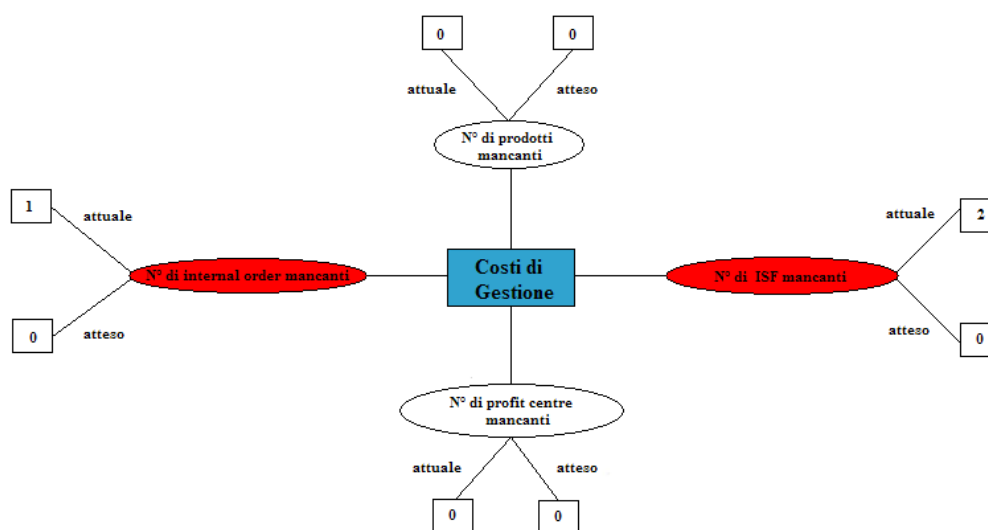 0
0
attuale
atteso
N° di prodotti
mancanti
1
attuale
N° di internal order mancanti
0
atteso
Costi di
Gestione
2
attuale
N° di ISF mancanti
atteso
0
N° di profit centre
mancanti
attuale
atteso
0
0